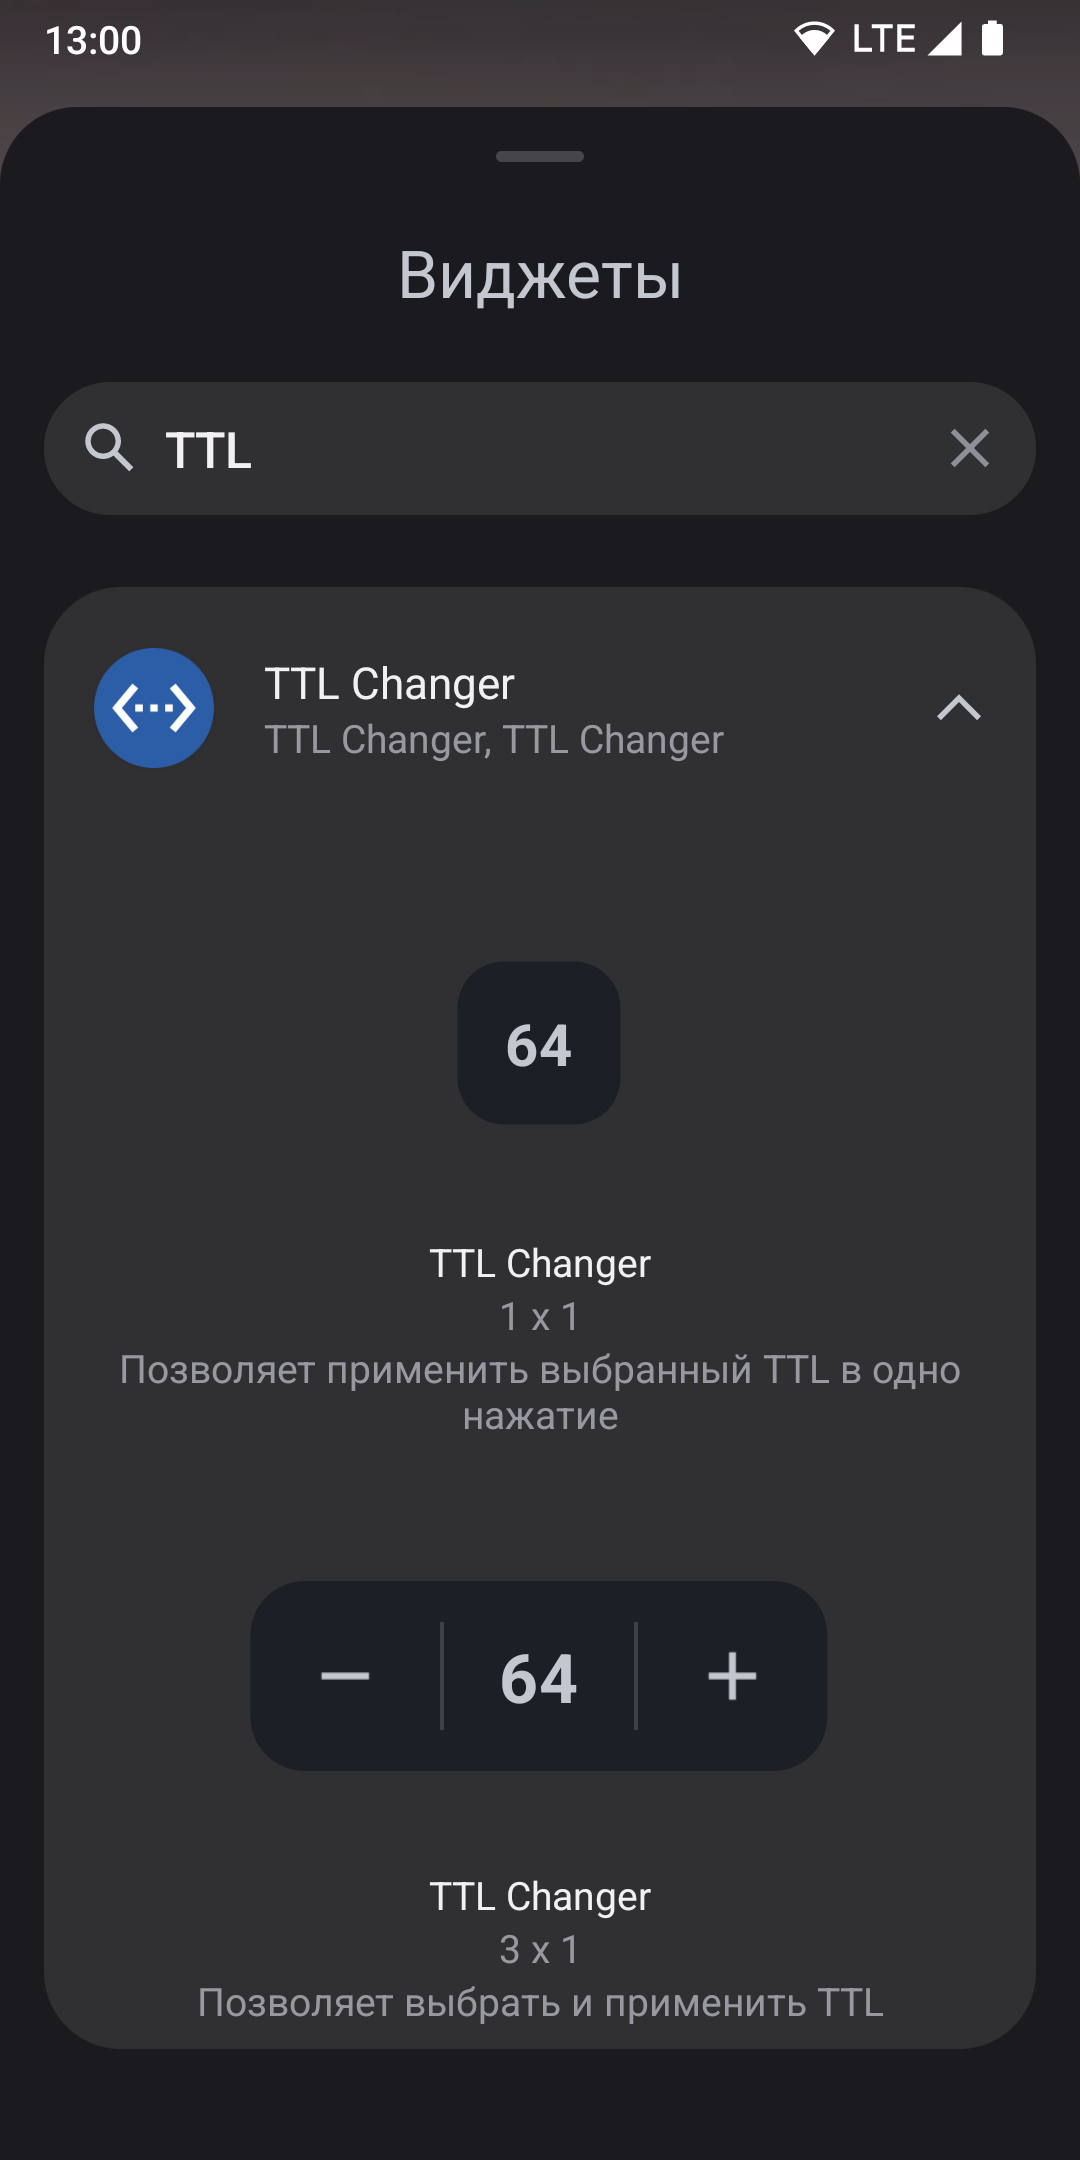 13:00 LTE
Виджеты
TTL
TTL Changer
TTL Changer, TTL Changer
64
TTL Changer
1 x 1
Позволяет применить выбранный TTL в одно
нажатие
64
TTL Changer
3 x 1
Позволяет выбрать и применить TTL